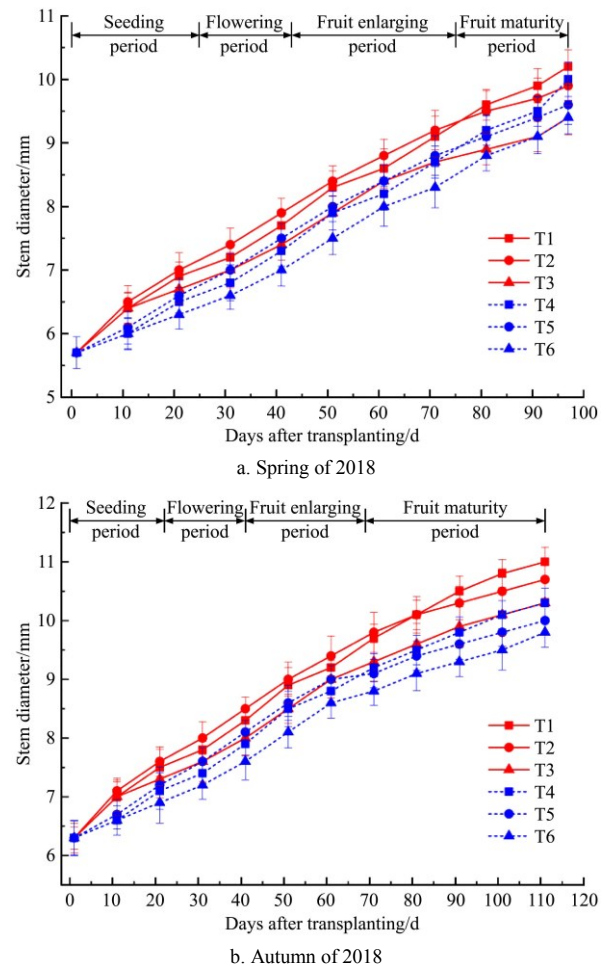 11
10
9
8
7
6
5
Stem diameter/mm
Seeding Flowering Fruit enlarging Fruit maturity
period period period period
T1
T2
T3
T4
T5
T6
0 10 20 30 40 50 60 70 80 90 100
Days after transplanting/d
a. Spring of 2018
12
11
10
9
8
7
6
Stem diameter/mm
Seeding Flowering Fruit enlarging Fruit maturity
period period period period
T1
T2
T3
T4
T5
T6
0 10 20 30 40 50 60 70 80 90 100 110 120
Days after transplanting/d
b. Autumn of 2018